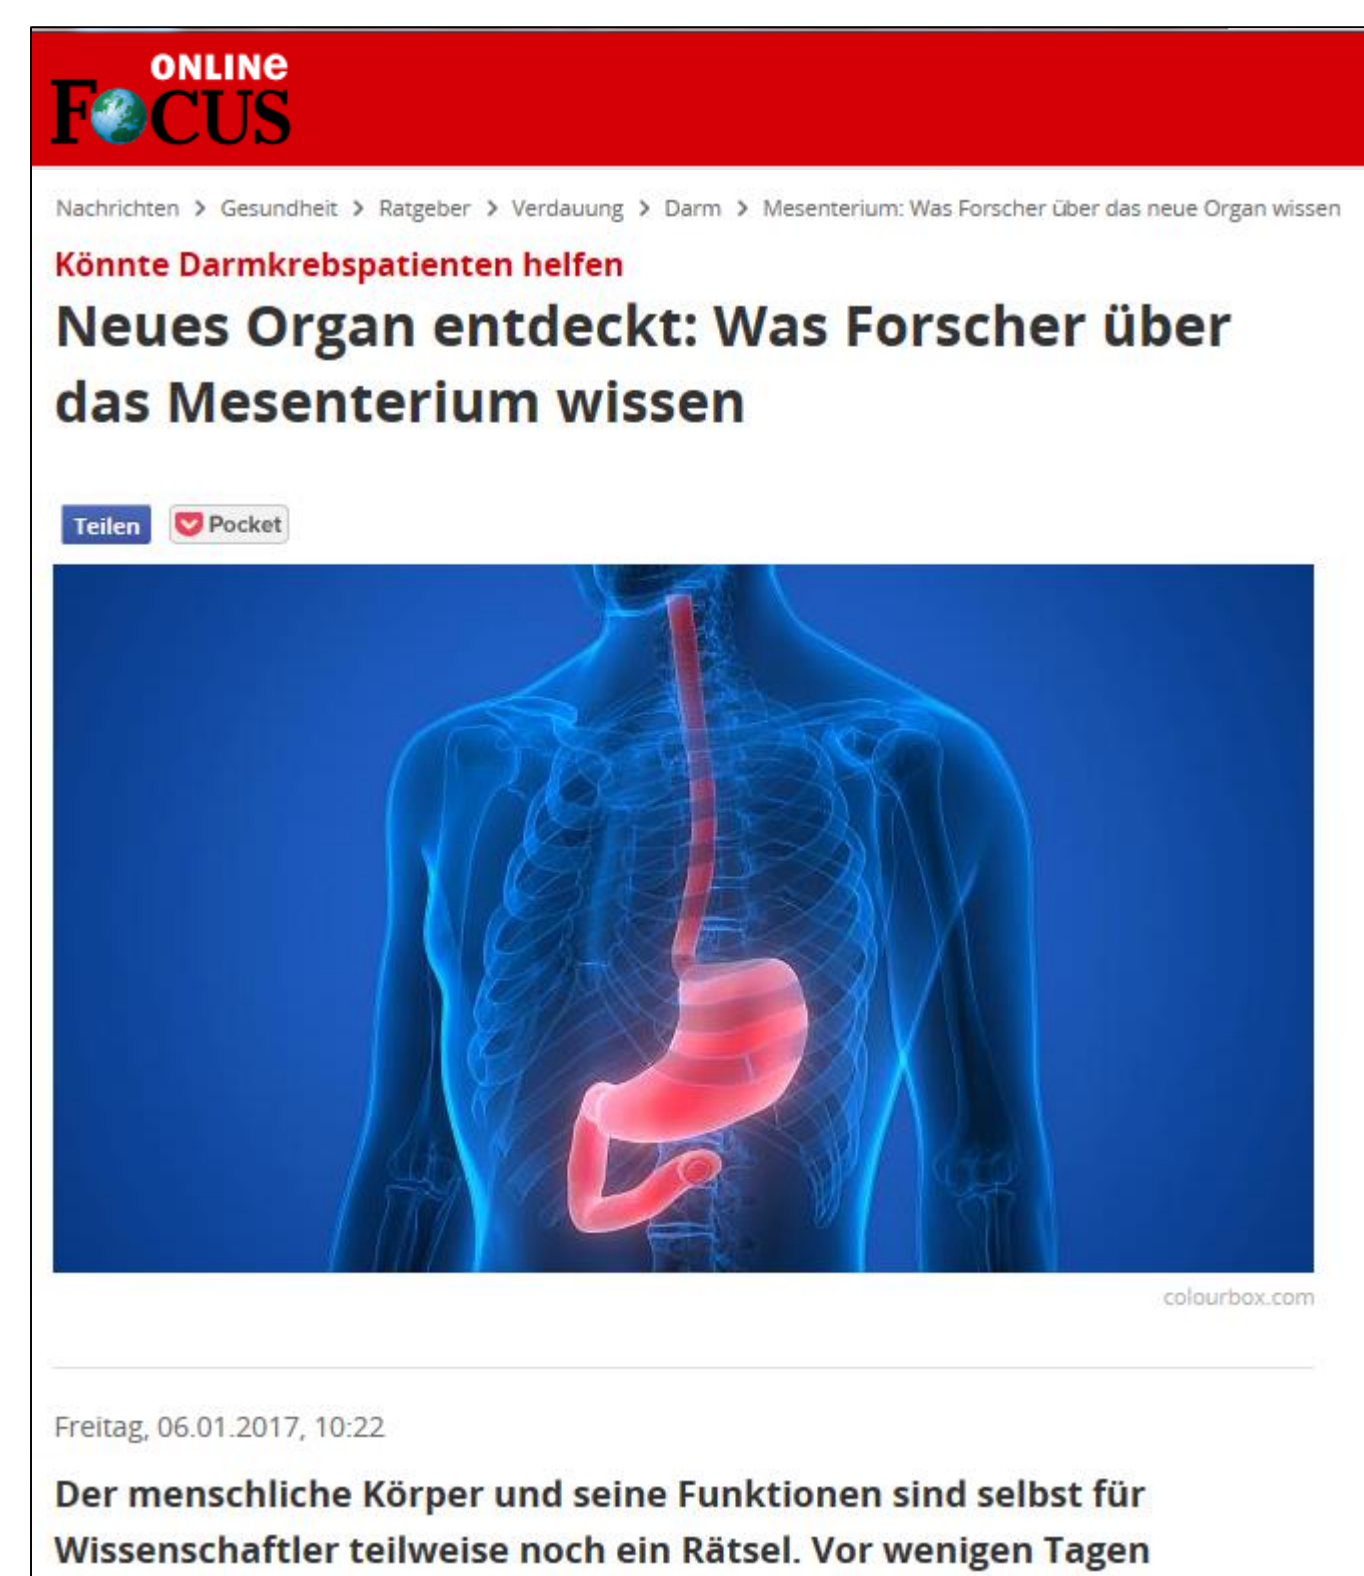 ONLINE
FOCUS
Nachrichten > Gesundheit > Ratgeber > Verdauung > Darm > Mesenterium: Was Forscher über das neue Organ wissen
Könnte Darmkrebspatienten helfen
Neues Organ entdeckt: Was Forscher über
das Mesenterium wissen
Teilen Pocket
colourbox.com
Freitag, 06.01.2017, 10:22
Der menschliche Körper und seine Funktionen sind selbst für
Wissenschaftler teilweise noch ein Rätsel. Vor wenigen Tagen